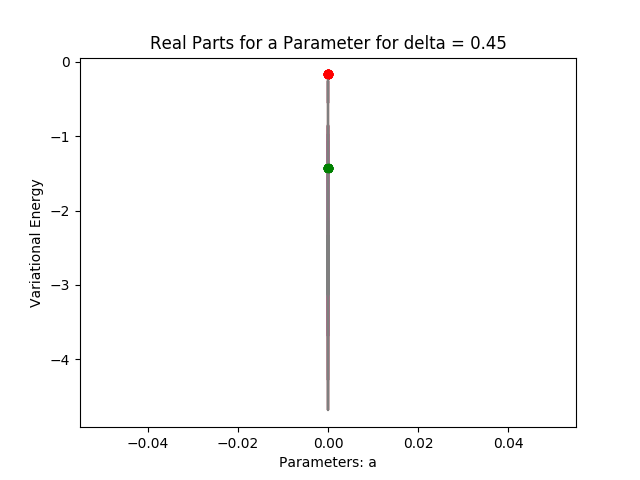 Real Parts for a Parameter for delta = 0.45
Variational Energy
0
−1
−2
−3
−4
−0.04 −0.02 0.00 0.02 0.04
Parameters: a